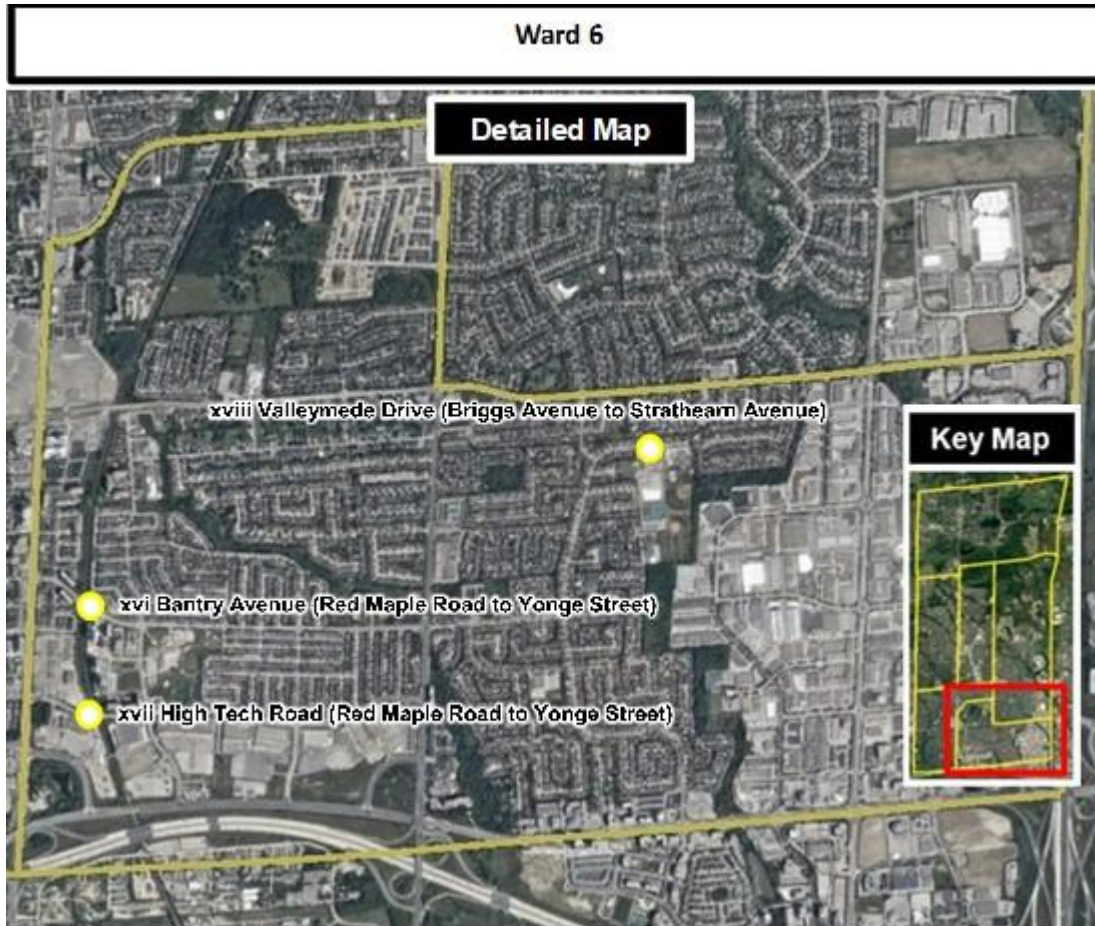 Ward 6
Detailed Map
xviii Valleymede Drive (Briggs Avenue to Strathearn Avenue)
Key Map
xvi Bantry Avenue (Red Maple Road to Yonge Street)
xvii High Tech Road (Red Maple Road to Yonge Street)